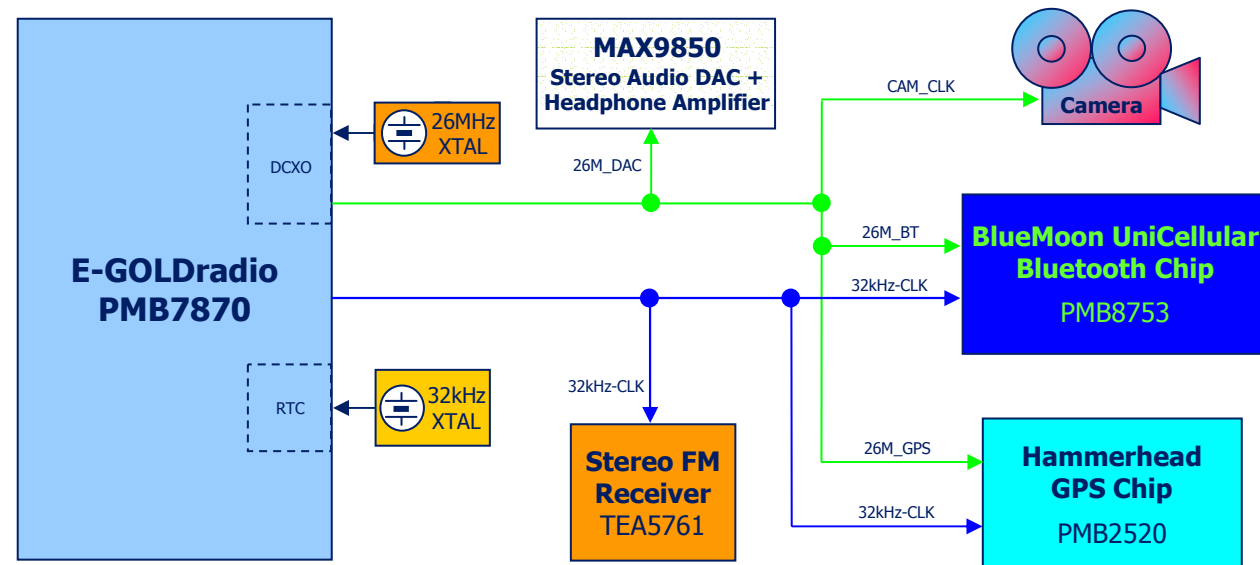 E-GOLDradio
PMB7870
DCXO
RTC
26MHz
XTAL
32kHz
XTAL
MAX9850
Stereo Audio DAC +
Headphone Amplifier
26M_DAC
CAM_CLK
Camera
26M_BT
32kHz-CLK
BlueMoon UniCellular
Bluetooth Chip
PMB8753
32kHz-CLK
Stereo FM
Receiver
TEA5761
26M_GPS
32kHz-CLK
Hammerhead
GPS Chip
PMB2520